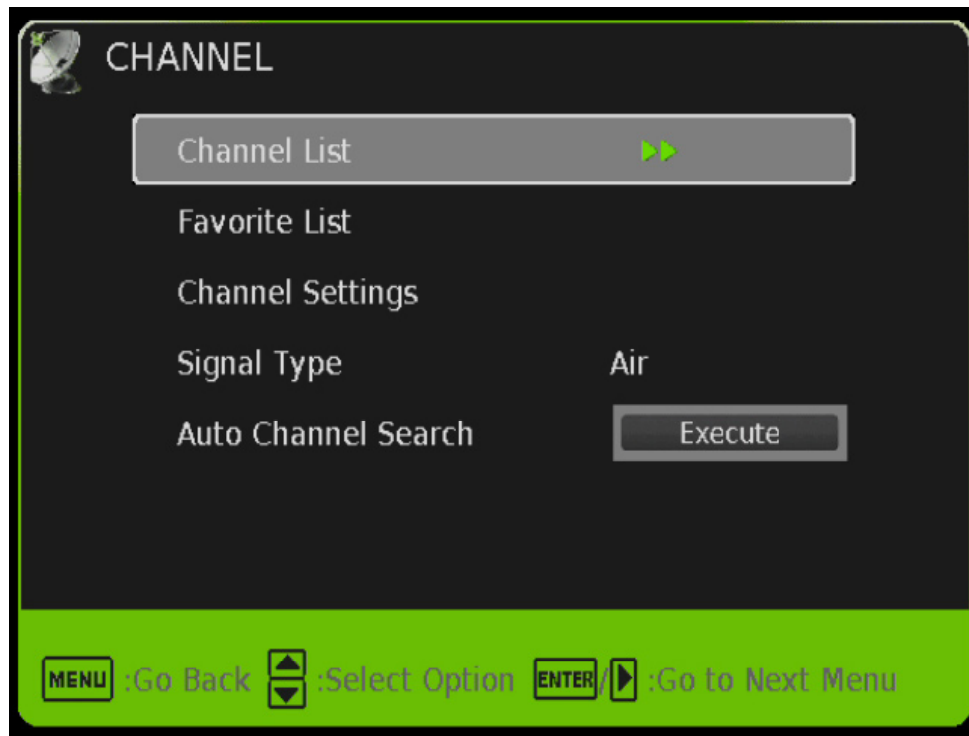 CHANNEL
Channel List
Favorite List
Channel Settings
Signal Type Air
Auto Channel Search Execute
MENU :Go Back :Select Option ENTER/ :Go to Next Menu